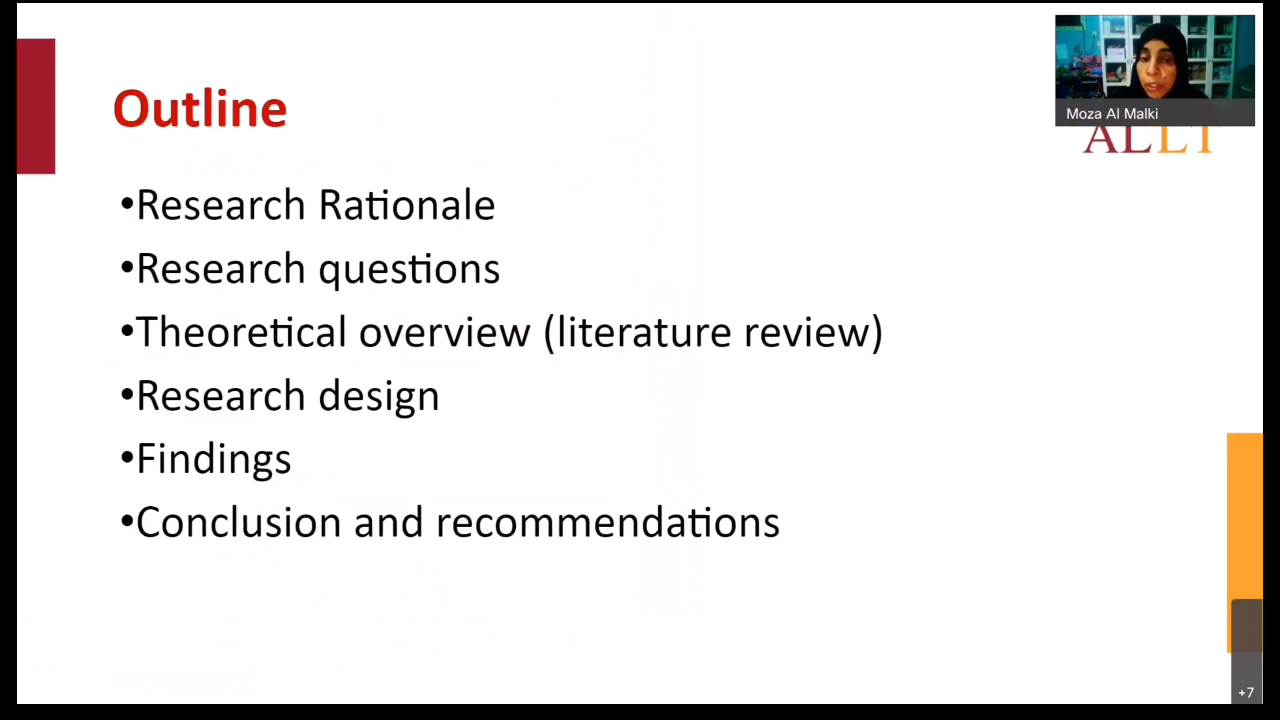 Outline
•Research Rationale
•Research questions
•Theoretical overview (literature review)
•Research design
•Findings
•Conclusion and recommendations
Moza Al Malki
ALLT
+7